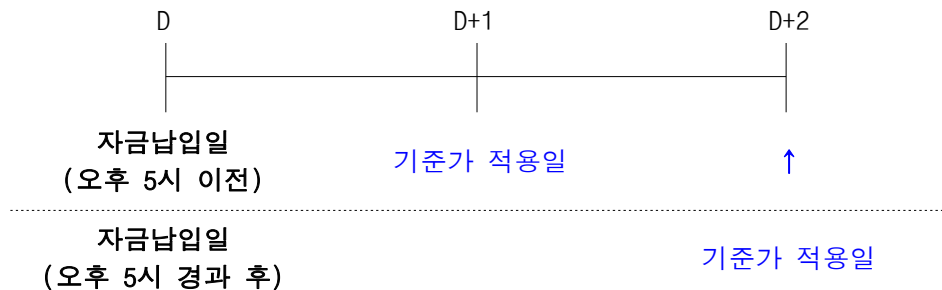 D D+1 D+2
자금납입일
(오후 5시 이전)
기준가 적용일
↑
자금납입일
(오후 5시 경과 후)
기준가 적용일